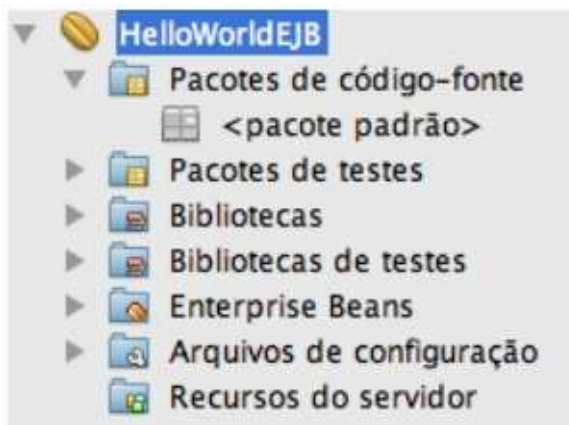 HelloWorldEJB
Pacotes de código-fonte
<pacote padrão>
Pacotes de testes
Bibliotecas
Bibliotecas de testes
Enterprise Beans
Arquivos de configuração
Recursos do servidor